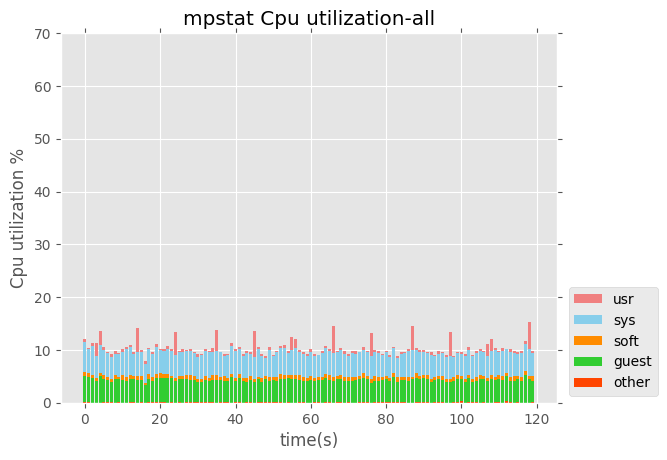 mpstat Cpu utilization-all
70
60
50
40
30
20
10
0
Cpu utilization %
0 20 40 60 80 100 120
time(s)
usr
sys
soft
guest
other